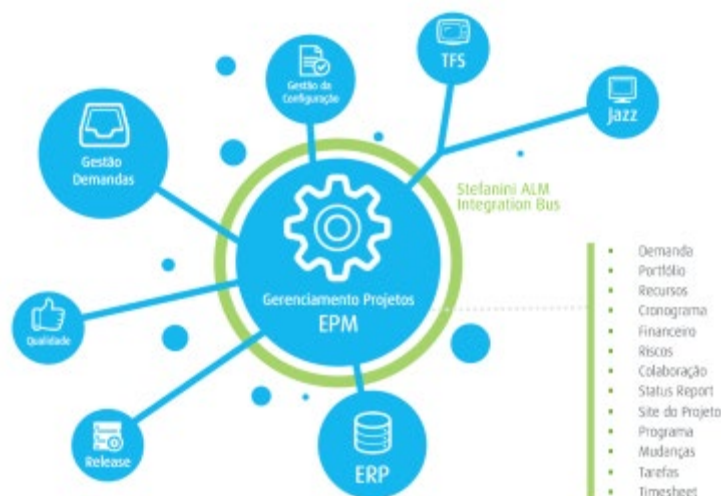 TFS
Gestão da
Configuração
Jazz
Gestão
Demandas
Stefanini ALM
Integration Bus
Gerenciamento Projetos
EPM
Qualidade
Release
ERP
Demanda
Portfólio
Recursos
Cronograma
Financeiro
Riscos
Colaboração
Status Report
Site do Projeto
Programa
Mudanças
Tarefas
Timesheet